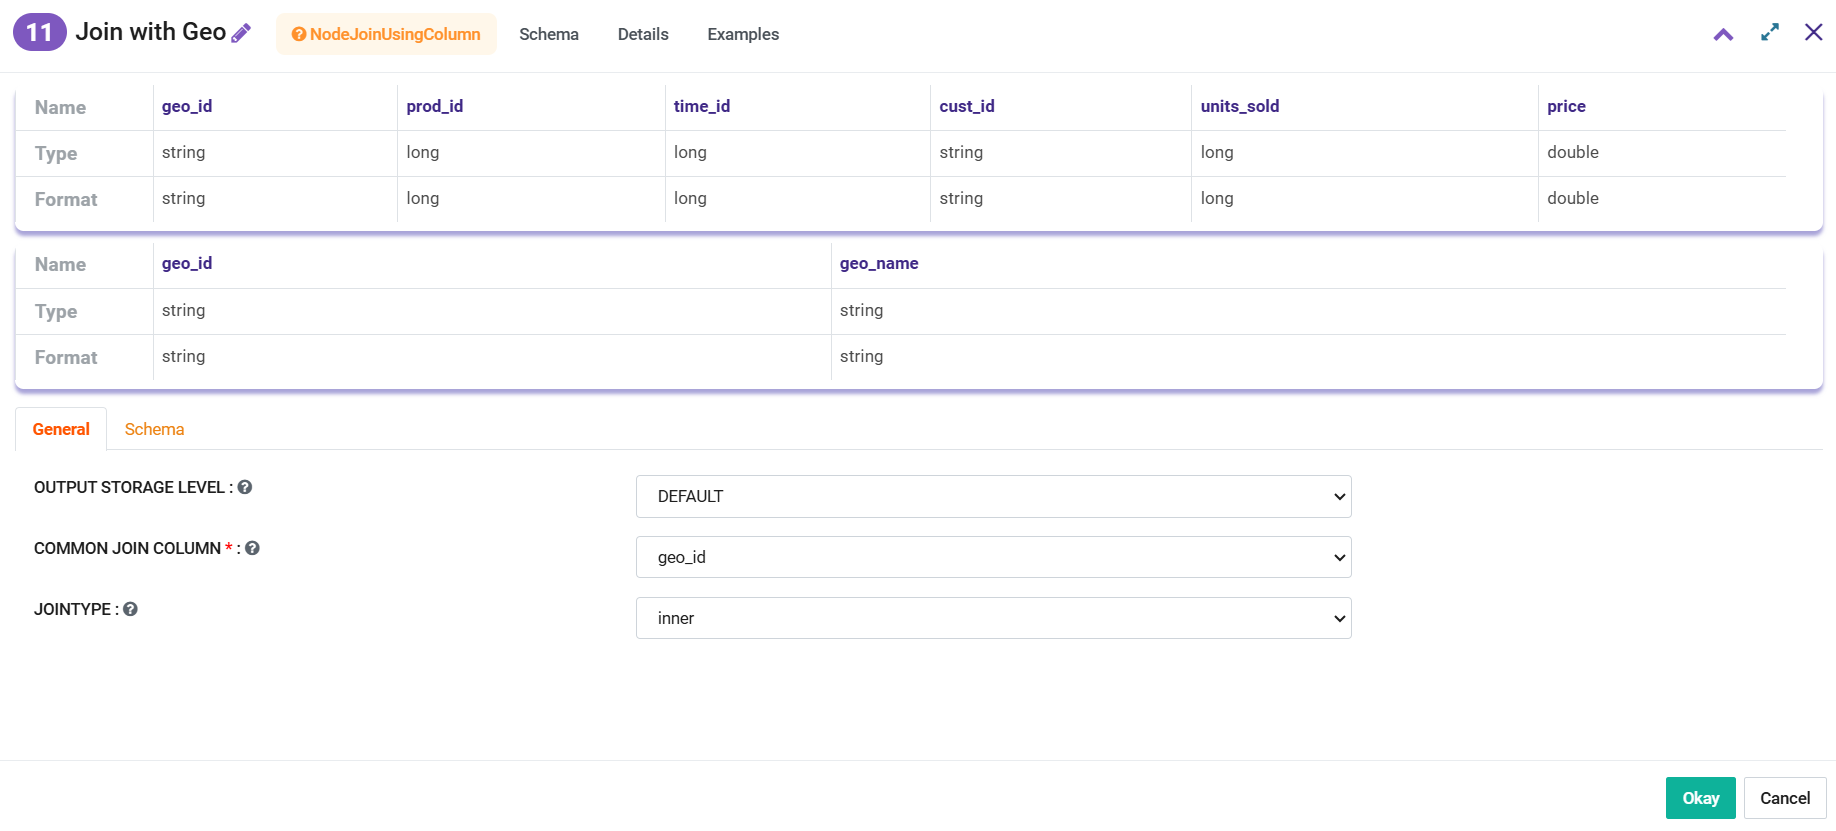 11 Join with Geo NodeJoinUsingColumn Schema Details Examples
Name geo_id prod_id time_id cust_id units_sold price
Type string long long string long double
Format string long long string long double
Name geo_id geo_name
Type string string
Format string string
General Schema
OUTPUT STORAGE LEVEL : DEFAULT
COMMON JOIN COLUMN * : geo_id
JOINTYPE : inner
Okay Cancel